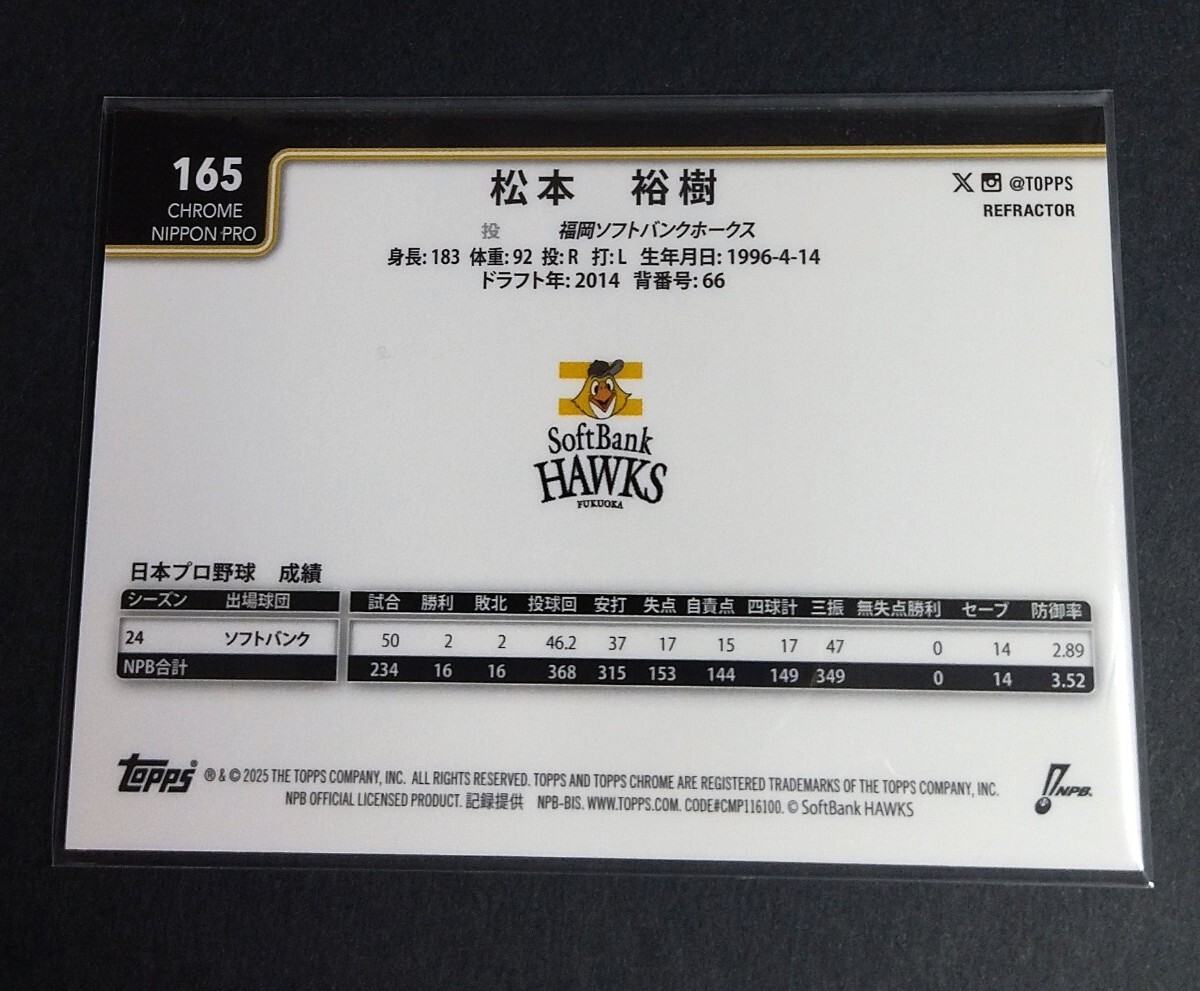 165
CHROME
NIPPON PRO
松本 裕樹
@TOPPS
REFRACTOR
投 福岡ソフトバンクホークス
身長: 183 体重: 92 投: R 打: L 生年月日: 1996-4-14
ドラフト年: 2014 背番号: 66
SoftBank
HAWKS
FUKUOKA
日本プロ野球 成績
シーズン 出場球団 試合 勝利 敗北 投球回 安打 失点 自責点 四球計 三振 無失点勝利 セーブ 防御率
24 ソフトバンク 50 2 2 46.2 37 17 15 17 47 0 14 2.89
NPB合計 234 16 16 368 315 153 144 149 349 0 14 3.52
topps ® & © 2025 THE TOPPS COMPANY, INC. ALL RIGHTS RESERVED. TOPPS AND TOPPS CHROME ARE REGISTERED TRADEMARKS OF THE TOPPS COMPANY, INC.
NPB OFFICIAL LICENSED PRODUCT. 記録提供 NPB-BIS. WWW.TOPPS.COM. CODE#CMP116100. © SoftBank HAWKS
NPB.